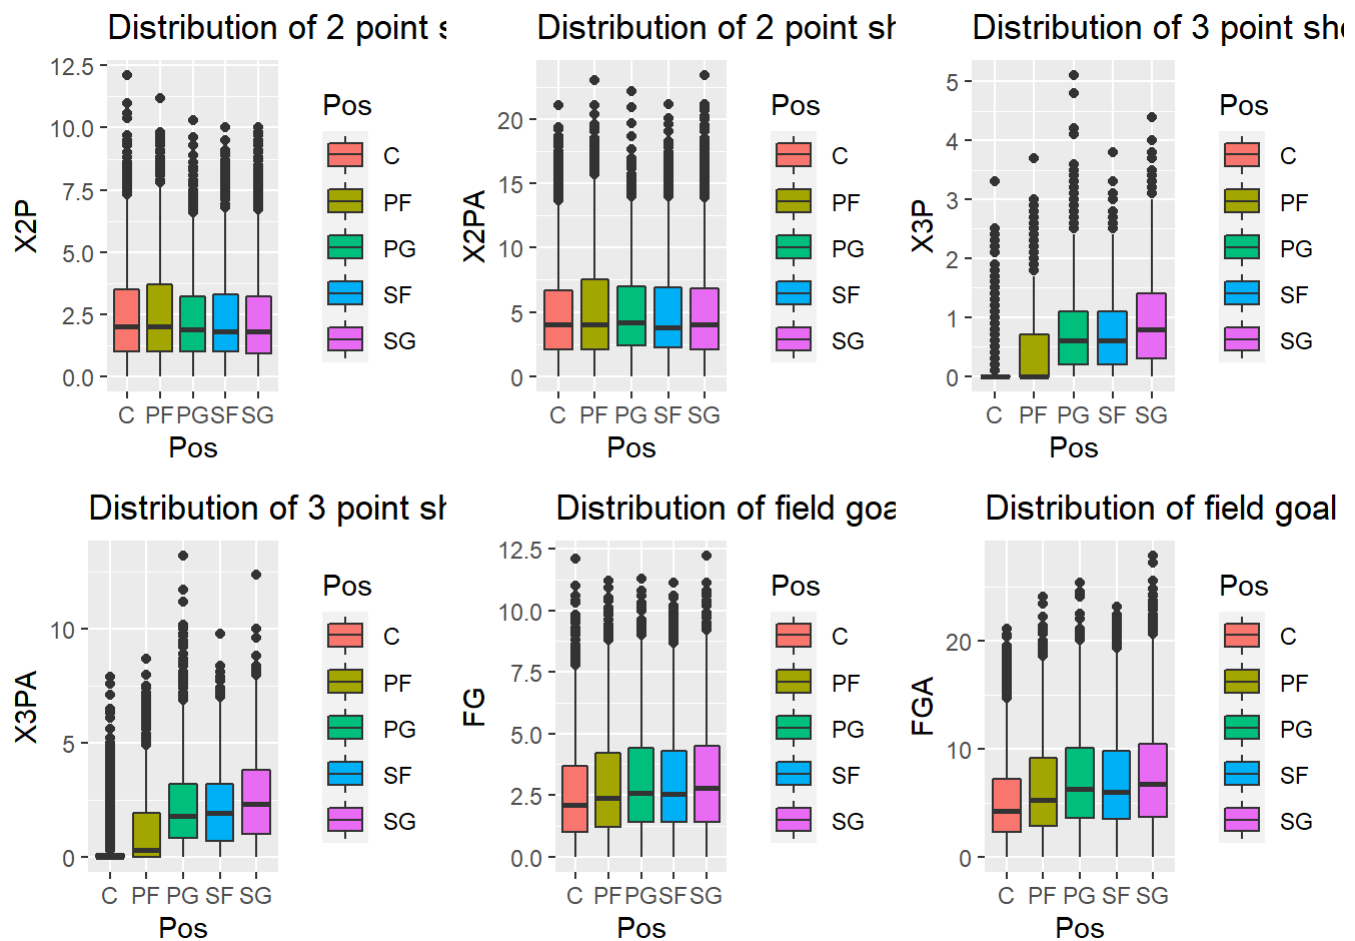 Distribution of 2 point s
12.5
10.0
7.5
5.0
2.5
0.0
X2P
C PF PG SF SG
Pos
Pos
C
PF
PG
SF
SG
Distribution of 2 point sh
20
15
10
5
0
X2PA
C PF PG SF SG
Pos
Pos
C
PF
PG
SF
SG
Distribution of 3 point sho
5
4
3
2
1
0
X3P
C PF PG SF SG
Pos
Pos
C
PF
PG
SF
SG
Distribution of 3 point sh
10
5
0
X3PA
C PF PG SF SG
Pos
Pos
C
PF
PG
SF
SG
Distribution of field goa
12.5
10.0
7.5
5.0
2.5
0.0
FG
C PF PG SF SG
Pos
Pos
C
PF
PG
SF
SG
Distribution of field goal
20
10
0
FGA
C PF PG SF SG
Pos
Pos
C
PF
PG
SF
SG